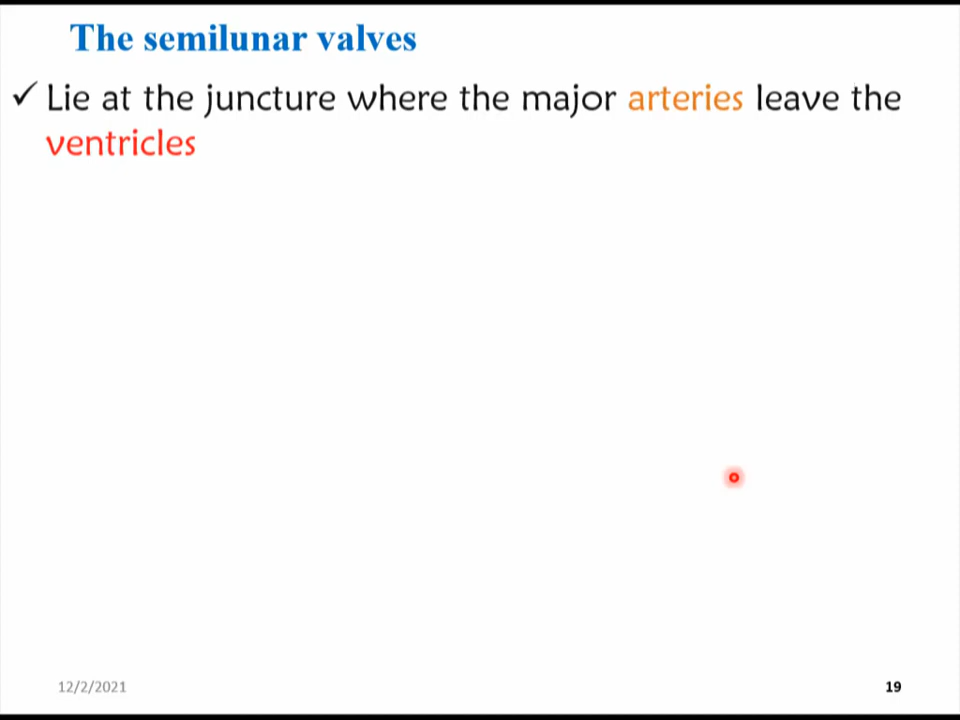 The semilunar valves
✓ Lie at the juncture where the major arteries leave the
ventricles
12/2/2021
19